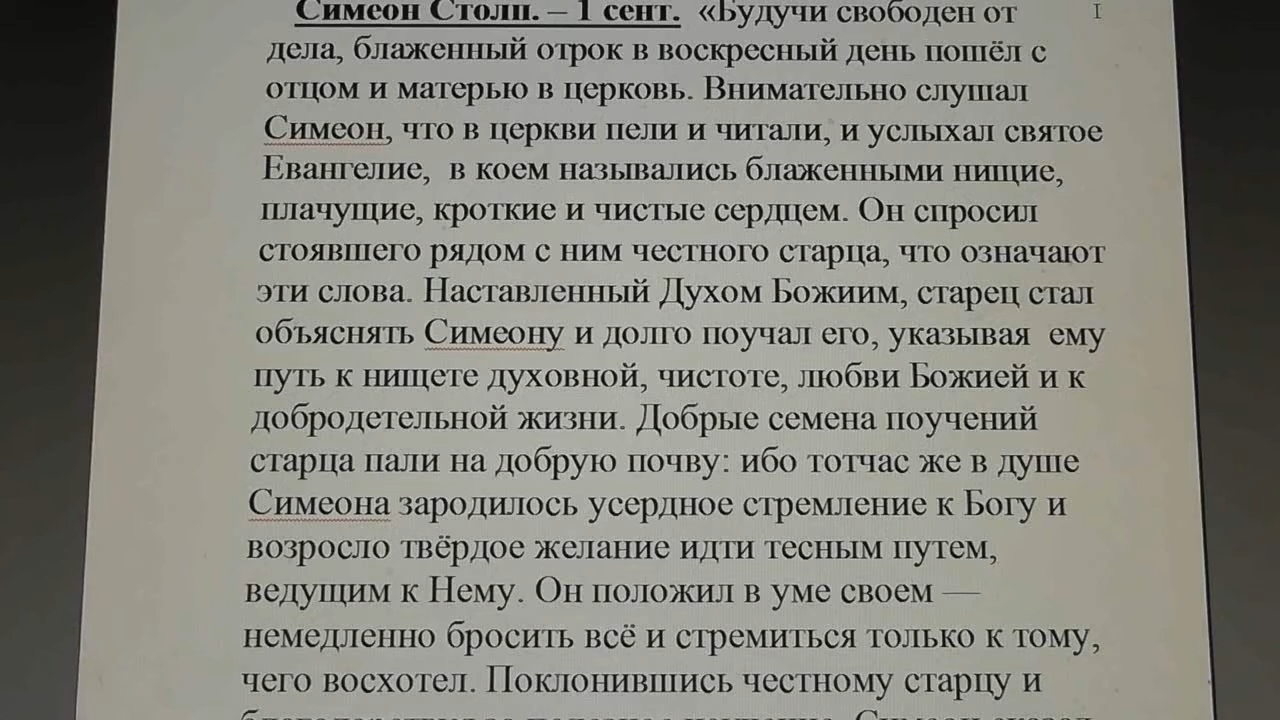 Симеон Столп. – 1 сент. «Будучи свободен от
дела, блаженный отрок в воскресный день пошёл с
отцом и матерью в церковь. Внимательно слушал
Симеон, что в церкви пели и читали, и услыхал святое
Евангелие, в коем назывались блаженными нищие,
плачущие, кроткие и чистые сердцем. Он спросил
стоявшего рядом с ним честного старца, что означают
эти слова. Наставленный Духом Божиим, старец стал
объяснять Симеону и долго поучал его, указывая ему
путь к нищете духовной, чистоте, любви Божией и к
добродетельной жизни. Добрые семена поучений
старца пали на добрую почву: ибо тотчас же в душе
Симеона зародилось усердное стремление к Богу и
возросло твёрдое желание идти тесным путем,
ведущим к Нему. Он положил в уме своем —
немедленно бросить всё и стремиться только к тому,
чего восхотел. Поклонившись честному старцу и